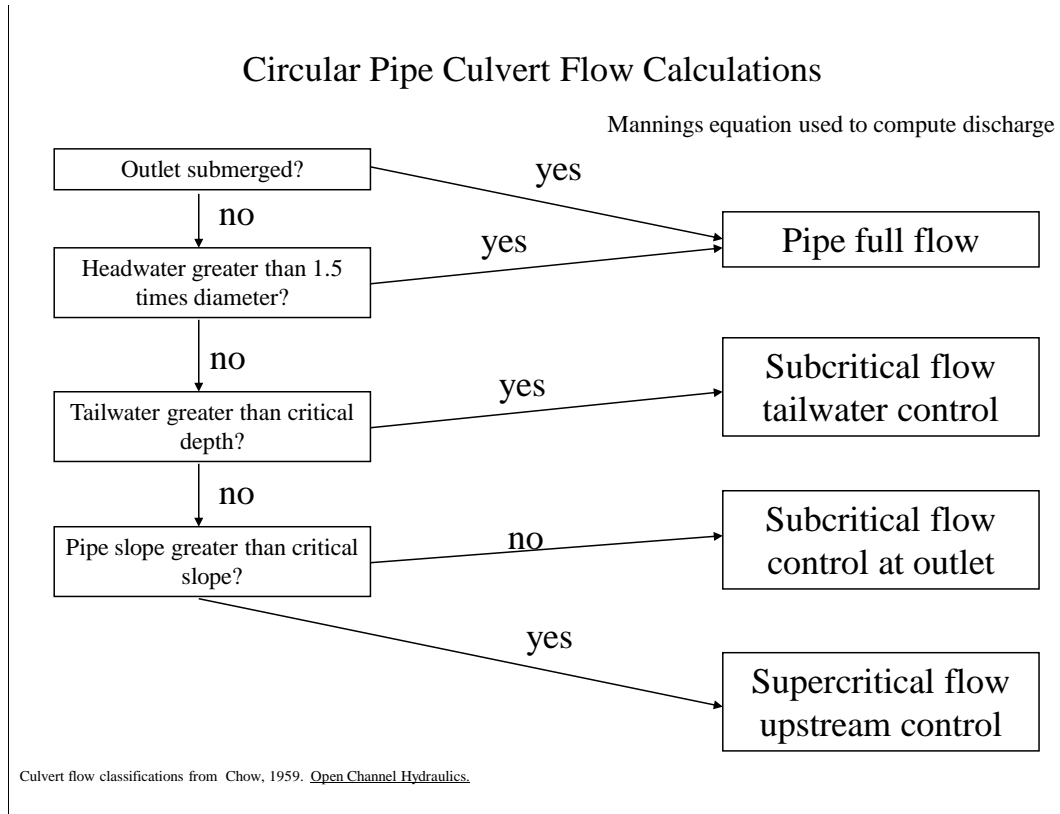 Circular Pipe Culvert Flow Calculations
Mannings equation used to compute discharge
Outlet submerged?
yes
no
Pipe full flow
yes
Headwater greater than 1.5
times diameter?
no
Subcritical flow
tailwater control
yes
Tailwater greater than critical
depth?
no
Subcritical flow
control at outlet
no
Pipe slope greater than critical
slope?
yes
Supercritical flow
upstream control
Culvert flow classifications from Chow, 1959. Open Channel Hydraulics.